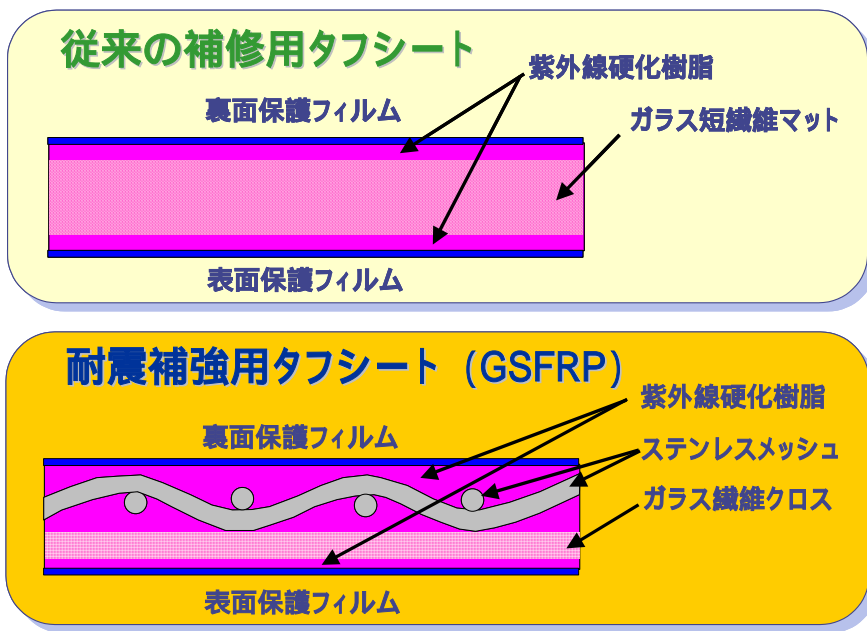 従来の補修用タフシート
紫外線硬化樹脂
裏面保護フィルム
ガラス短繊維マット
表面保護フィルム
耐震補強用タフシート（GSFRP）
紫外線硬化樹脂
裏面保護フィルム
ステンレスメッシュ
ガラス繊維クロス
表面保護フィルム